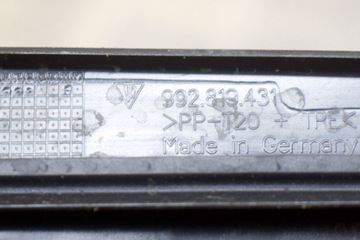 992.819.431
>PP-T20 + TPE<
Made in Germany